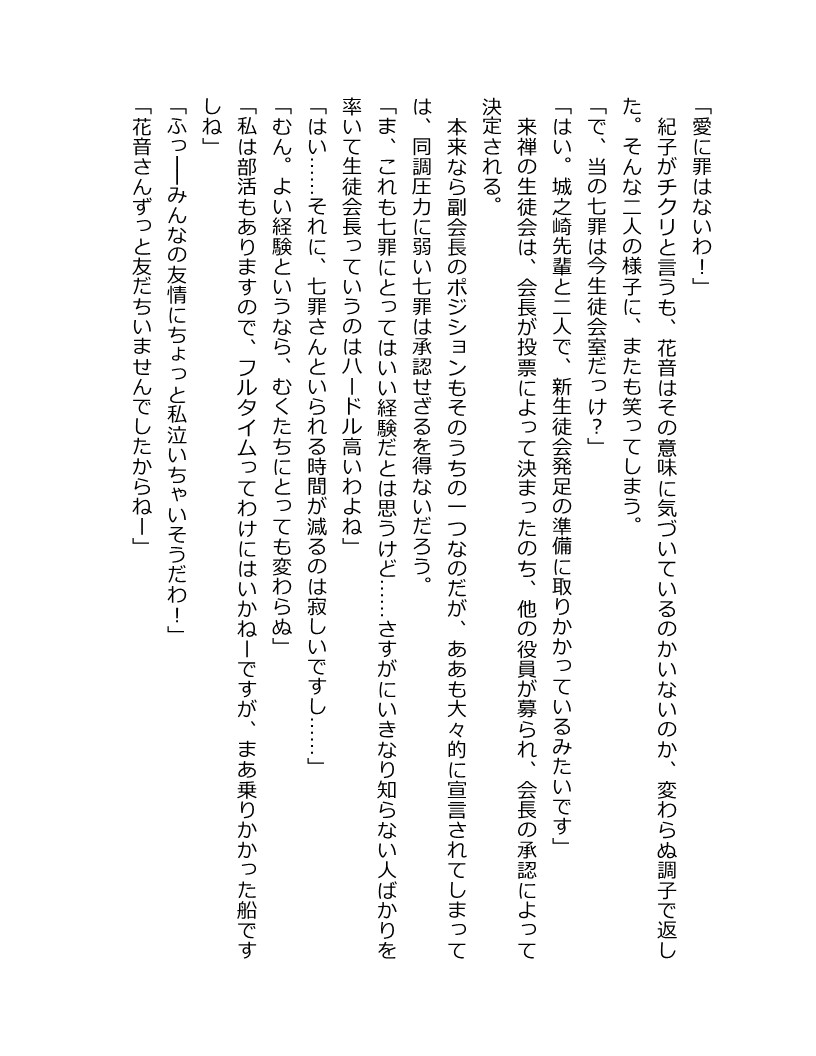 「愛に罪はないわ！」
　紀子がチクリと言うも、花音はその意味に気づいているのかいないのか、変わらぬ調子で返し
た。そんな二人の様子に、またも笑ってしまう。
「で、当の七罪は今生徒会室だっけ？」
「はい。城之崎先輩と二人で、新生徒会発足の準備に取りかかっているみたいです」
　来禅の生徒会は、会長が投票によって決まったのち、他の役員が募られ、会長の承認によって
決定される。
　本来なら副会長のポジションもそのうちの一つなのだが、ああも大々的に宣言されてしまって
は、同調圧力に弱い七罪は承認せざるを得ないだろう。
「ま、これも七罪にとってはいい経験だとは思うけど……さすがにいきなり知らない人ばかりを
率いて生徒会長っていうのはハードル高いわよね」
「はい……それに、七罪さんといられる時間が減るのは寂しいですし……」
「むん。よい経験というなら、むくたちにとっても変わらぬ」
「私は部活もありますので、フルタイムってわけにはいかねーですが、まあ乗りかかった船です
しね」
「ふっ──みんなの友情にちょっと私泣いちゃいそうだわ！」
「花音さんずっと友だちいませんでしたからねー」